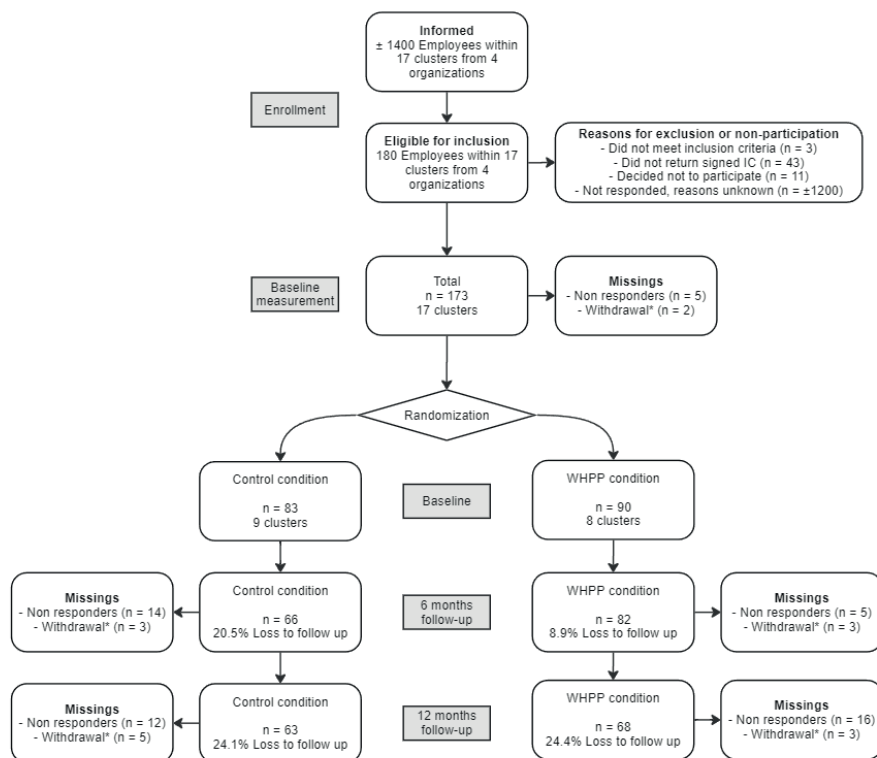 Informed
± 1400 Employees within
17 clusters from 4
organizations
Enrollment
Eligible for inclusion
180 Employees within 17
clusters from 4
organizations
Reasons for exclusion or non-participation
- Did not meet inclusion criteria (n = 3)
- Did not return signed IC (n = 43)
- Decided not to participate (n = 11)
- Not responded, reasons unknown (n = ±1200)
Baseline
measurement
Total
n = 173
17 clusters
Missings
- Non responders (n = 5)
- Withdrawal* (n = 2)
Randomization
Control condition
n = 83
9 clusters
Baseline
WHPP condition
n = 90
8 clusters
Missings
- Non responders (n = 14)
- Withdrawal* (n = 3)
Control condition
n = 66
20.5% Loss to follow up
6 months
follow-up
WHPP condition
n = 82
8.9% Loss to follow up
Missings
- Non responders (n = 5)
- Withdrawal* (n = 3)
Missings
- Non responders (n = 12)
- Withdrawal* (n = 5)
Control condition
n = 63
24.1% Loss to follow up
12 months
follow-up
WHPP condition
n = 68
24.4% Loss to follow up
Missings
- Non responders (n = 16)
- Withdrawal* (n = 3)